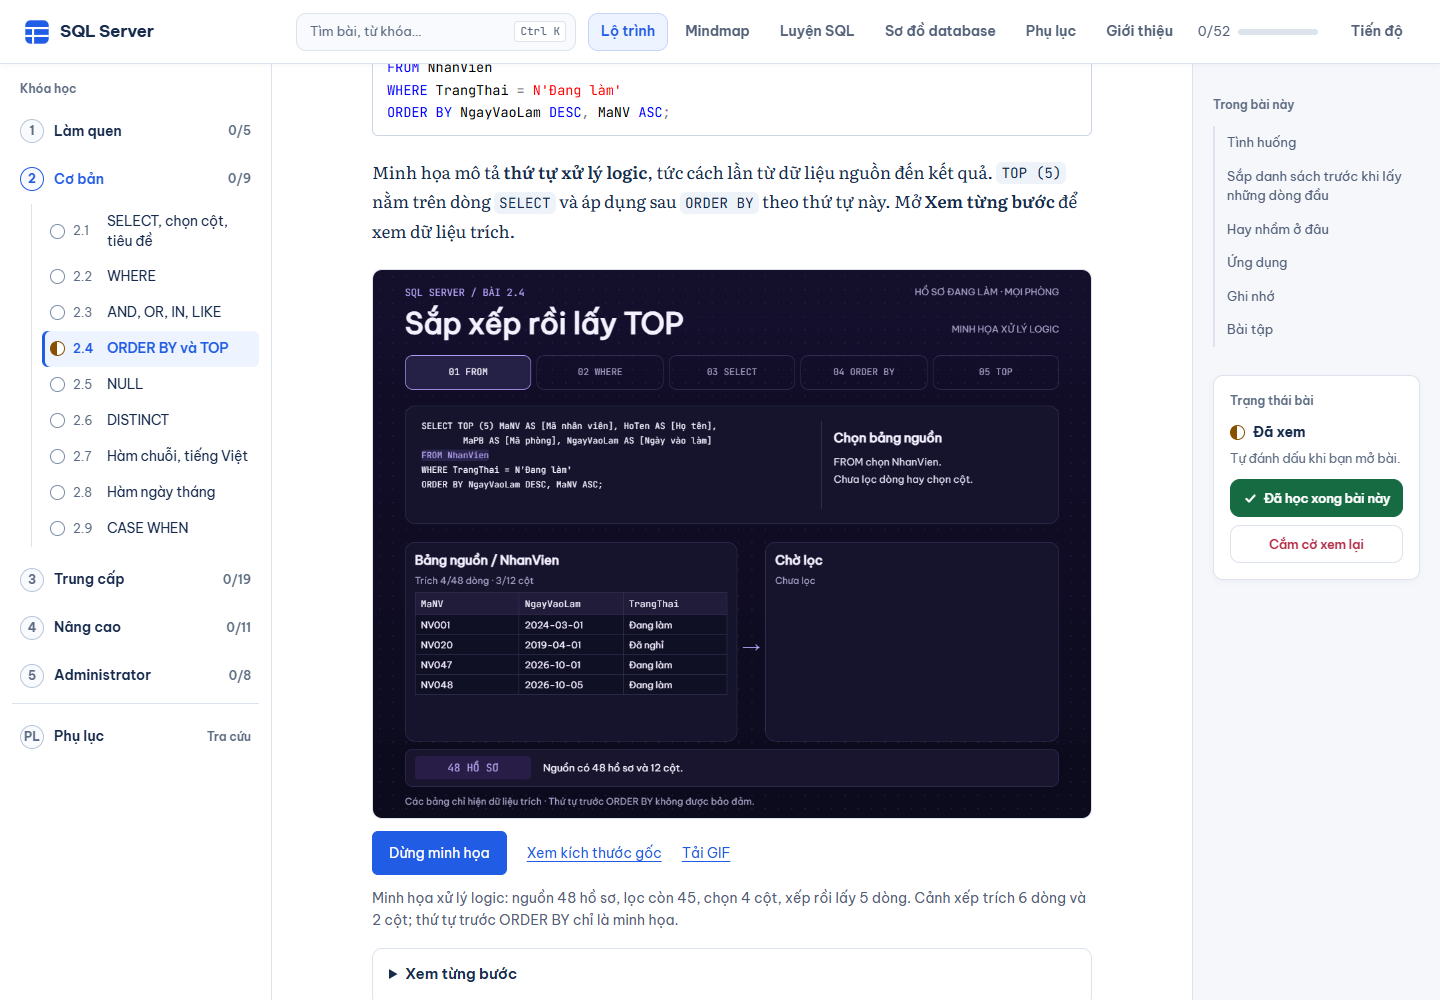 SQL Server
Tìm bài, từ khóa...
Ctrl K
Lộ trình
Mindmap
Luyện SQL
Sơ đồ database
Phụ lục
Giới thiệu
0/52
Tiến độ
Khóa học
1 Làm quen 0/5
2 Cơ bản 0/9
2.1 SELECT, chọn cột,
tiêu đề
2.2 WHERE
2.3 AND, OR, IN, LIKE
2.4 ORDER BY và TOP
2.5 NULL
2.6 DISTINCT
2.7 Hàm chuỗi, tiếng Việt
2.8 Hàm ngày tháng
2.9 CASE WHEN
3 Trung cấp 0/19
4 Nâng cao 0/11
5 Administrator 0/8
PL Phụ lục Tra cứu
FROM NhanVien
WHERE TrangThai = N'Đang làm'
ORDER BY NgayVaoLam DESC, MaNV ASC;
Minh họa mô tả thứ tự xử lý logic, tức cách lần từ dữ liệu nguồn đến kết quả. TOP (5)
nằm trên dòng SELECT và áp dụng sau ORDER BY theo thứ tự này. Mở Xem từng bước để
xem dữ liệu trích.
SQL SERVER / BÀI 2.4
HỒ SƠ ĐANG LÀM · MỌI PHÒNG
Sắp xếp rồi lấy TOP
MINH HỌA XỬ LÝ LOGIC
01 FROM
02 WHERE
03 SELECT
04 ORDER BY
05 TOP
SELECT TOP (5) MaNV AS [Mã nhân viên], HoTen AS [Họ tên],
MaPB AS [Mã phòng], NgayVaoLam AS [Ngày vào làm]
FROM NhanVien
WHERE TrangThai = N'Đang làm'
ORDER BY NgayVaoLam DESC, MaNV ASC;
Chọn bảng nguồn
FROM chọn NhanVien.
Chưa lọc dòng hay chọn cột.
Bảng nguồn / NhanVien
Trích 4/48 dòng · 3/12 cột
MaNV NgayVaoLam TrangThai
NV001 2024-03-01 Đang làm
NV020 2019-04-01 Đã nghỉ
NV047 2026-10-01 Đang làm
NV048 2026-10-05 Đang làm
→
Chờ lọc
Chưa lọc
48 HỒ SƠ
Nguồn có 48 hồ sơ và 12 cột.
Các bảng chỉ hiện dữ liệu trích · Thứ tự trước ORDER BY không được bảo đảm.
Dừng minh họa
Xem kích thước gốc
Tải GIF
Minh họa xử lý logic: nguồn 48 hồ sơ, lọc còn 45, chọn 4 cột, xếp rồi lấy 5 dòng. Cảnh xếp trích 6 dòng và
2 cột; thứ tự trước ORDER BY chỉ là minh họa.
Xem từng bước
Trong bài này
Tình huống
Sắp danh sách trước khi lấy
những dòng đầu
Hay nhầm ở đâu
Ứng dụng
Ghi nhớ
Bài tập
Trạng thái bài
Đã xem
Tự đánh dấu khi bạn mở bài.
Đã học xong bài này
Cắm cờ xem lại